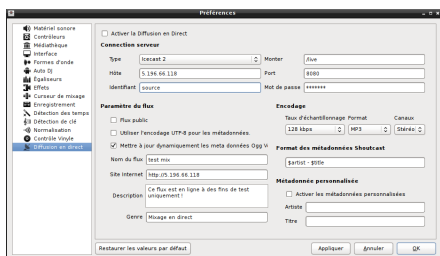 Préférences
Matériel sonore
Contrôleurs
Médiathèque
Interface
Formes d'onde
Auto DJ
Égaliseurs
Effets
Curseur de mixage
Enregistrement
Détection des temps
Détection de clé
Normalisation
Contrôle Vinyle
Diffusion en direct
Activer la Diffusion en Direct
Connection serveur
Type Icecast 2 Monter /live
Hôte 5.196.66.118 Port 8080
Identifiant source Mot de passe *******
Paramètre du flux
Flux public
Utiliser l'encodage UTF-8 pour les métadonnées.
Mettre à jour dynamiquement les meta données Ogg V
Nom du flux test mix
Site Internet http://5.196.66.118
Description Ce flux est en ligne à des fins de test
uniquement !
Genre Mixage en direct
Encodage
Taux d'échantillonnage Format Canaux
128 kbps MP3 Stéréo
Format des métadonnées Shoutcast
$artist - $title
Métadonnée personnalisée
Activer les métadonnées personnalisées
Artiste
Titre
Restaurer les valeurs par défaut Appliquer Annuler OK